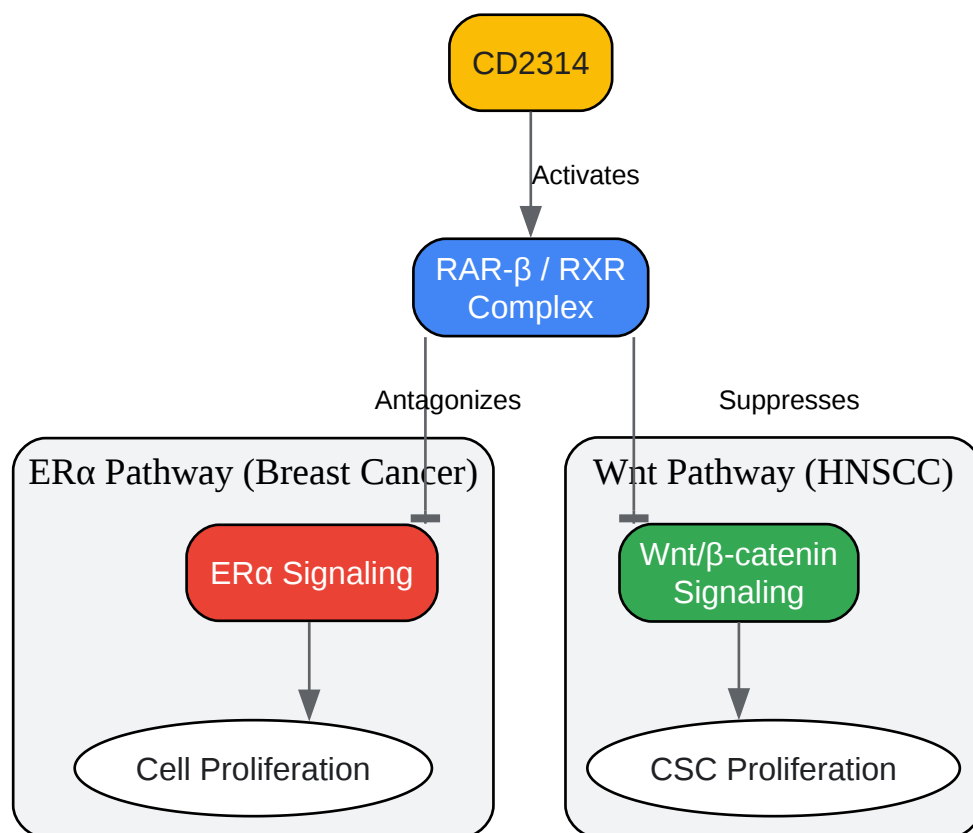 CD2314
Activates
RAR-β / RXR
Complex
Antagonizes
Suppresses
ERα Pathway (Breast Cancer)
ERα Signaling
Cell Proliferation
Wnt Pathway (HNSCC)
Wnt/β-catenin
Signaling
CSC Proliferation